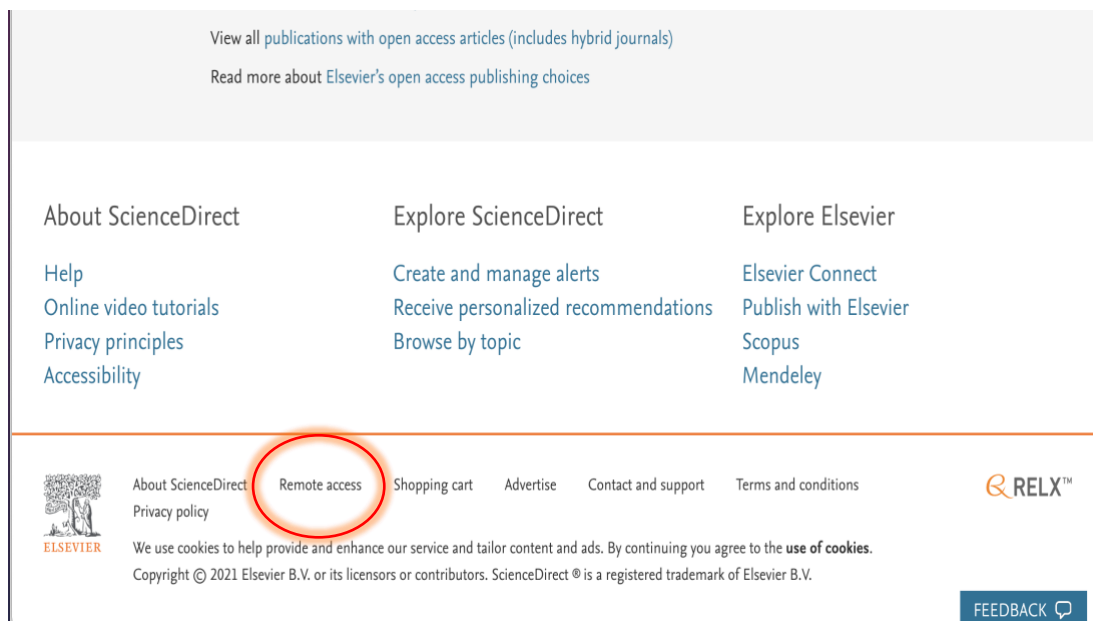 View all publications with open access articles (includes hybrid journals)
Read more about Elsevier's open access publishing choices
About ScienceDirect
Help
Online video tutorials
Privacy principles
Accessibility
Explore ScienceDirect
Create and manage alerts
Receive personalized recommendations
Browse by topic
Explore Elsevier
Elsevier Connect
Publish with Elsevier
Scopus
Mendeley
ELSEVIER
About ScienceDirect Remote access Shopping cart Advertise Contact and support Terms and conditions
Privacy policy
We use cookies to help provide and enhance our service and tailor content and ads. By continuing you agree to the use of cookies.
Copyright © 2021 Elsevier B.V. or its licensors or contributors. ScienceDirect ® is a registered trademark of Elsevier B.V.
RELX™
FEEDBACK